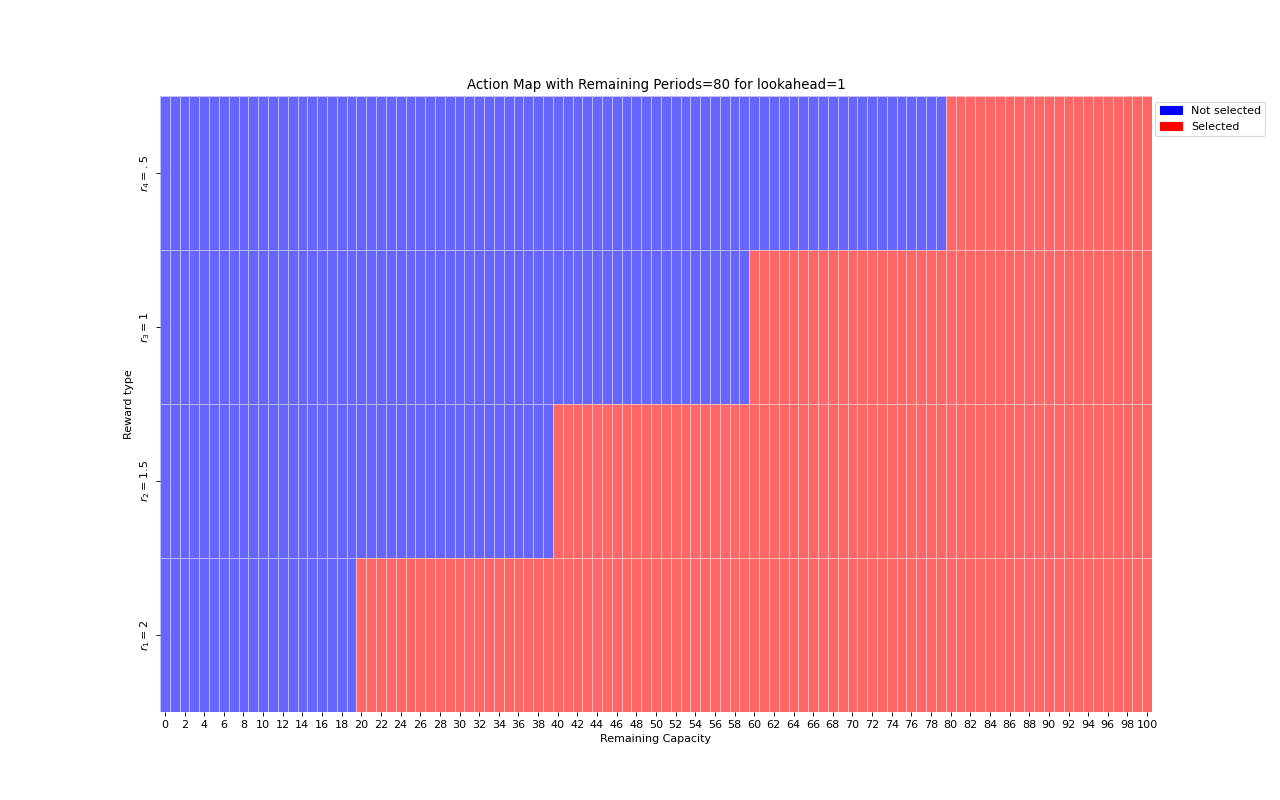 Action Map with Remaining Periods=80 for lookahead=1
Not selected
Selected
Reward type
r₄ = .5
r₃ = 1
r₂ = 1.5
r₁ = 2
0 2 4 6 8 10 12 14 16 18 20 22 24 26 28 30 32 34 36 38 40 42 44 46 48 50 52 54 56 58 60 62 64 66 68 70 72 74 76 78 80 82 84 86 88 90 92 94 96 98 100
Remaining Capacity